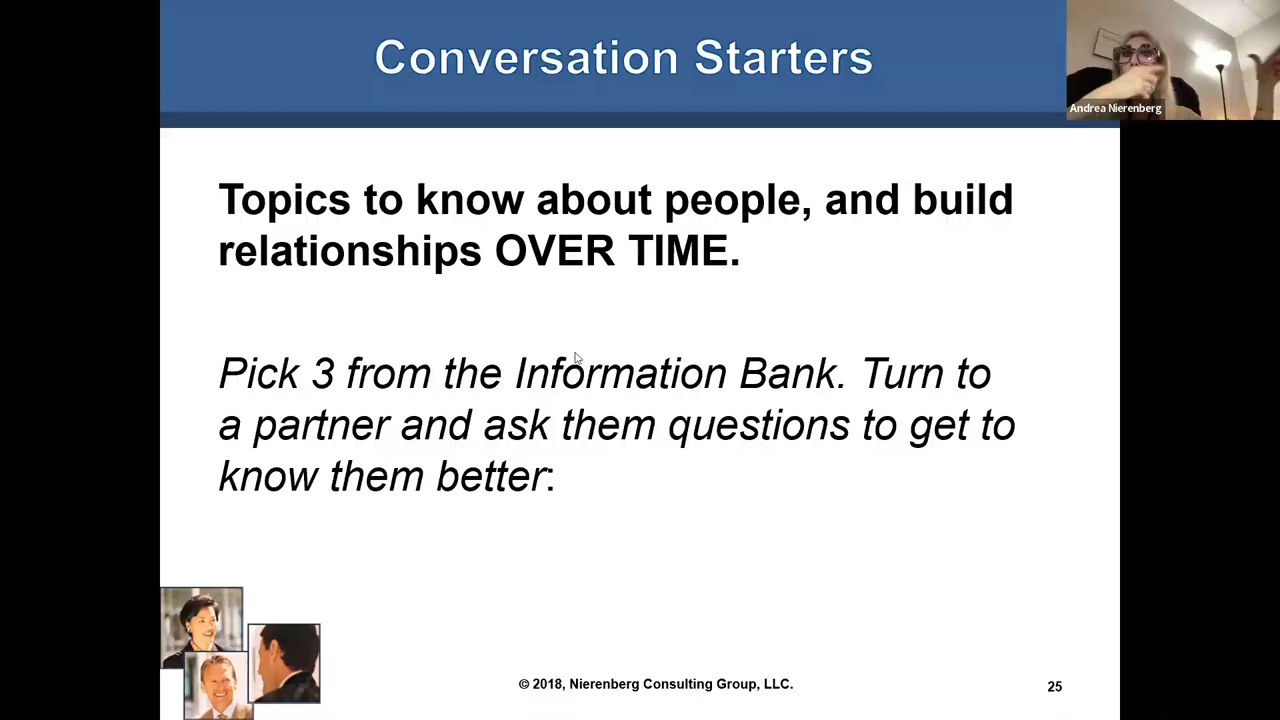 Conversation Starters
Andrea Nierenberg
Topics to know about people, and build
relationships OVER TIME.
Pick 3 from the Information Bank. Turn to
a partner and ask them questions to get to
know them better:
© 2018, Nierenberg Consulting Group, LLC.
25